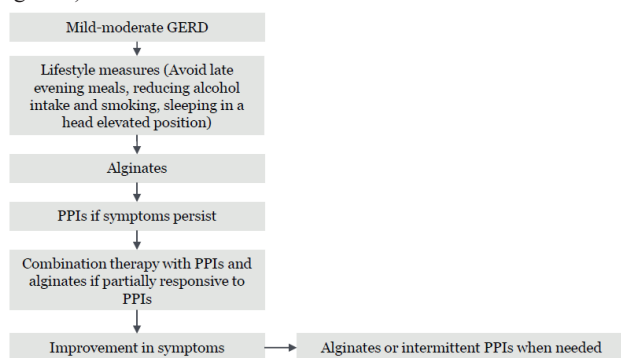 Mild-moderate GERD
Lifestyle measures (Avoid late
evening meals, reducing alcohol
intake and smoking, sleeping in a
head elevated position)
Alginates
PPIs if symptoms persist
Combination therapy with PPIs and
alginates if partially responsive to
PPIs
Improvement in symptoms
Alginates or intermittent PPIs when needed